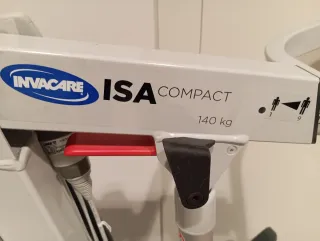 INVACARE ISA COMPACT
140 kg